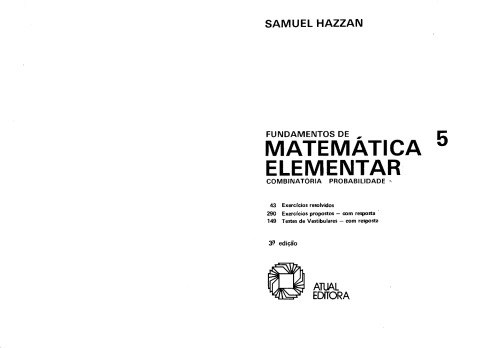 SAMUEL HAZZAN
FUNDAMENTOS DE
MATEMÁTICA 5
ELEMENTAR
COMBINATÓRIA PROBABILIDADE
43 Exercícios resolvidos
290 Exercícios propostos — com resposta
149 Testes de Vestibulares — com resposta
3ª edição
ATUAL
EDITORA